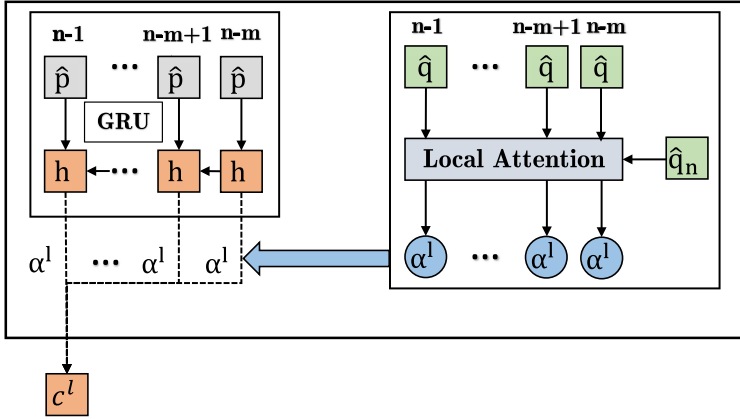 n-1 ... n-m+1 n-m
p̂ ... p̂ p̂
GRU
h ... h h
αˡ ... αˡ αˡ
cˡ
n-1 n-m+1 n-m
q̂ ... q̂ q̂
Local Attention
q̂ₙ
αˡ ... αˡ αˡ